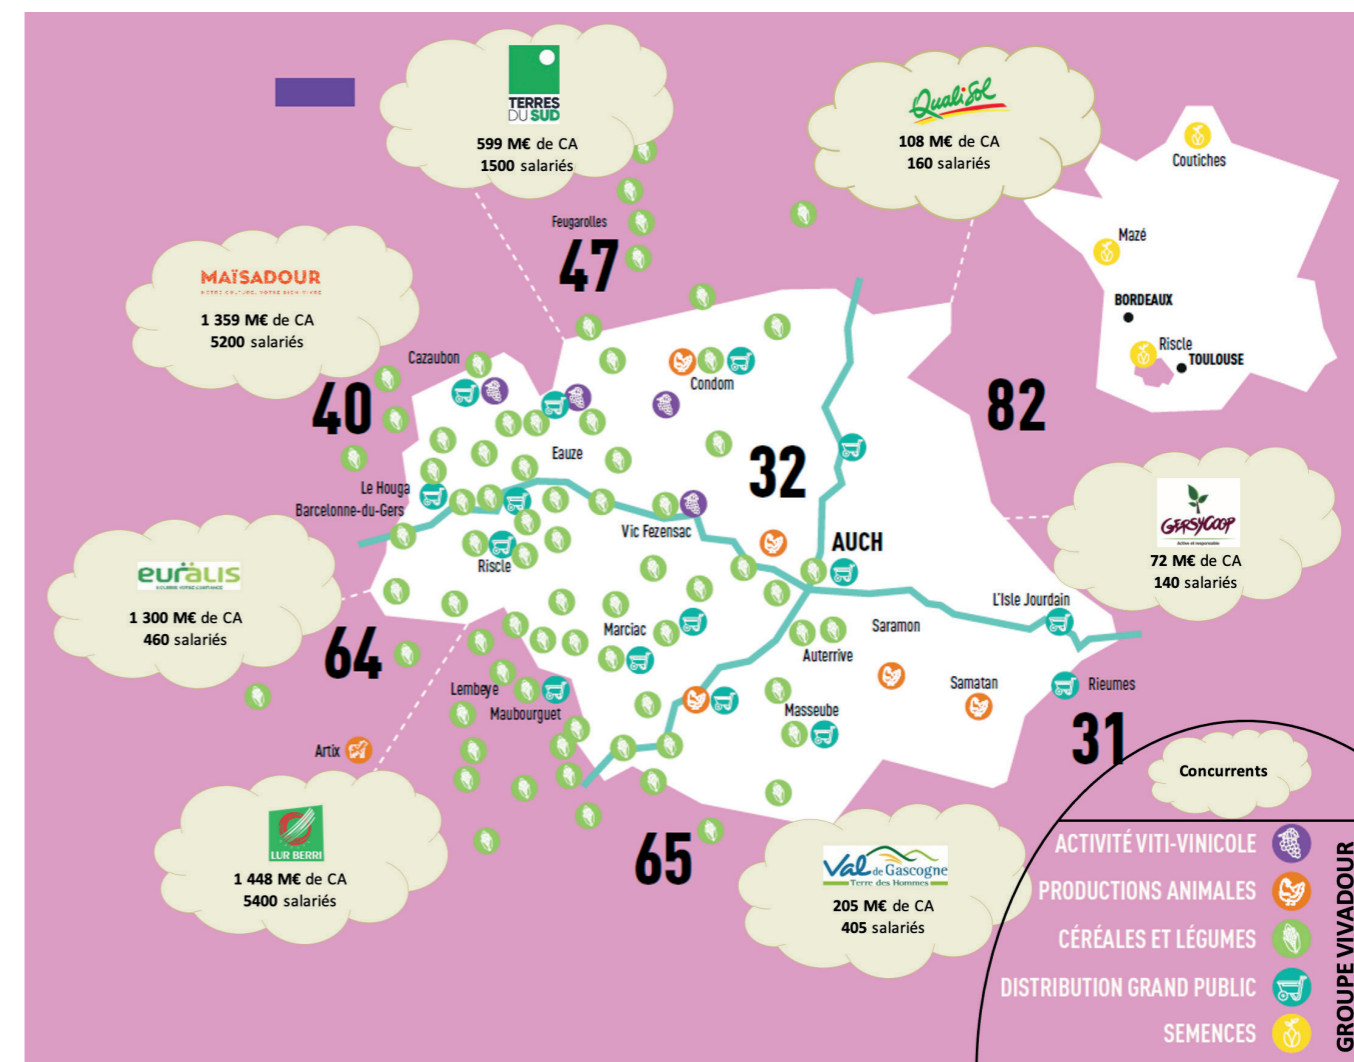 TERRES
DU SUD
599 M€ de CA
1500 salariés
QualiSol
108 M€ de CA
160 salariés
Coutiches
Mazé
BORDEAUX
Riscle
TOULOUSE
Feugarolles
47
MAÏSADOUR
1 359 M€ de CA
5200 salariés
Cazaubon
40
Condom
82
Eauze
32
Le Houga
Barcelonne-du-Gers
Vic Fezensac
AUCH
Riscle
GERSYCOOP
72 M€ de CA
140 salariés
euralis
1 300 M€ de CA
460 salariés
L'Isle Jourdain
Marciac
Saramon
Auterrive
64
Lembeye
Maubourguet
Samatan
Rieumes
Masseube
31
Artix
LUR BERRI
1 448 M€ de CA
5400 salariés
65
Val de Gascogne
Terre des Hommes
205 M€ de CA
405 salariés
Concurrents
ACTIVITÉ VITI-VINICOLE
PRODUCTIONS ANIMALES
CÉRÉALES ET LÉGUMES
DISTRIBUTION GRAND PUBLIC
SEMENCES
GROUPE VIVADOUR